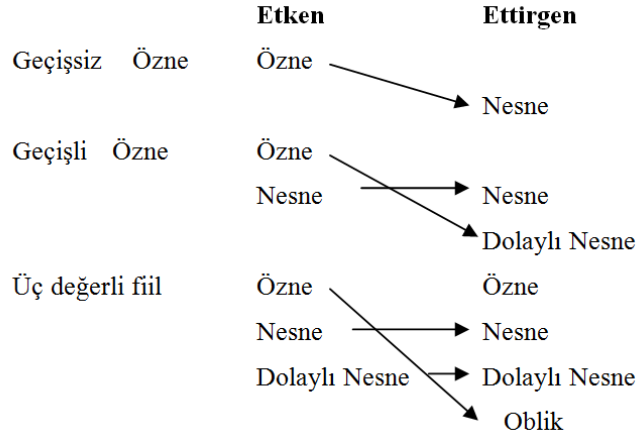 Etken Ettirgen
Geçişsiz Özne Özne
Nesne
Geçişli Özne Özne
Nesne Nesne
Dolaylı Nesne
Üç değerli fiil Özne Özne
Nesne Nesne
Dolaylı Nesne Dolaylı Nesne
Oblik